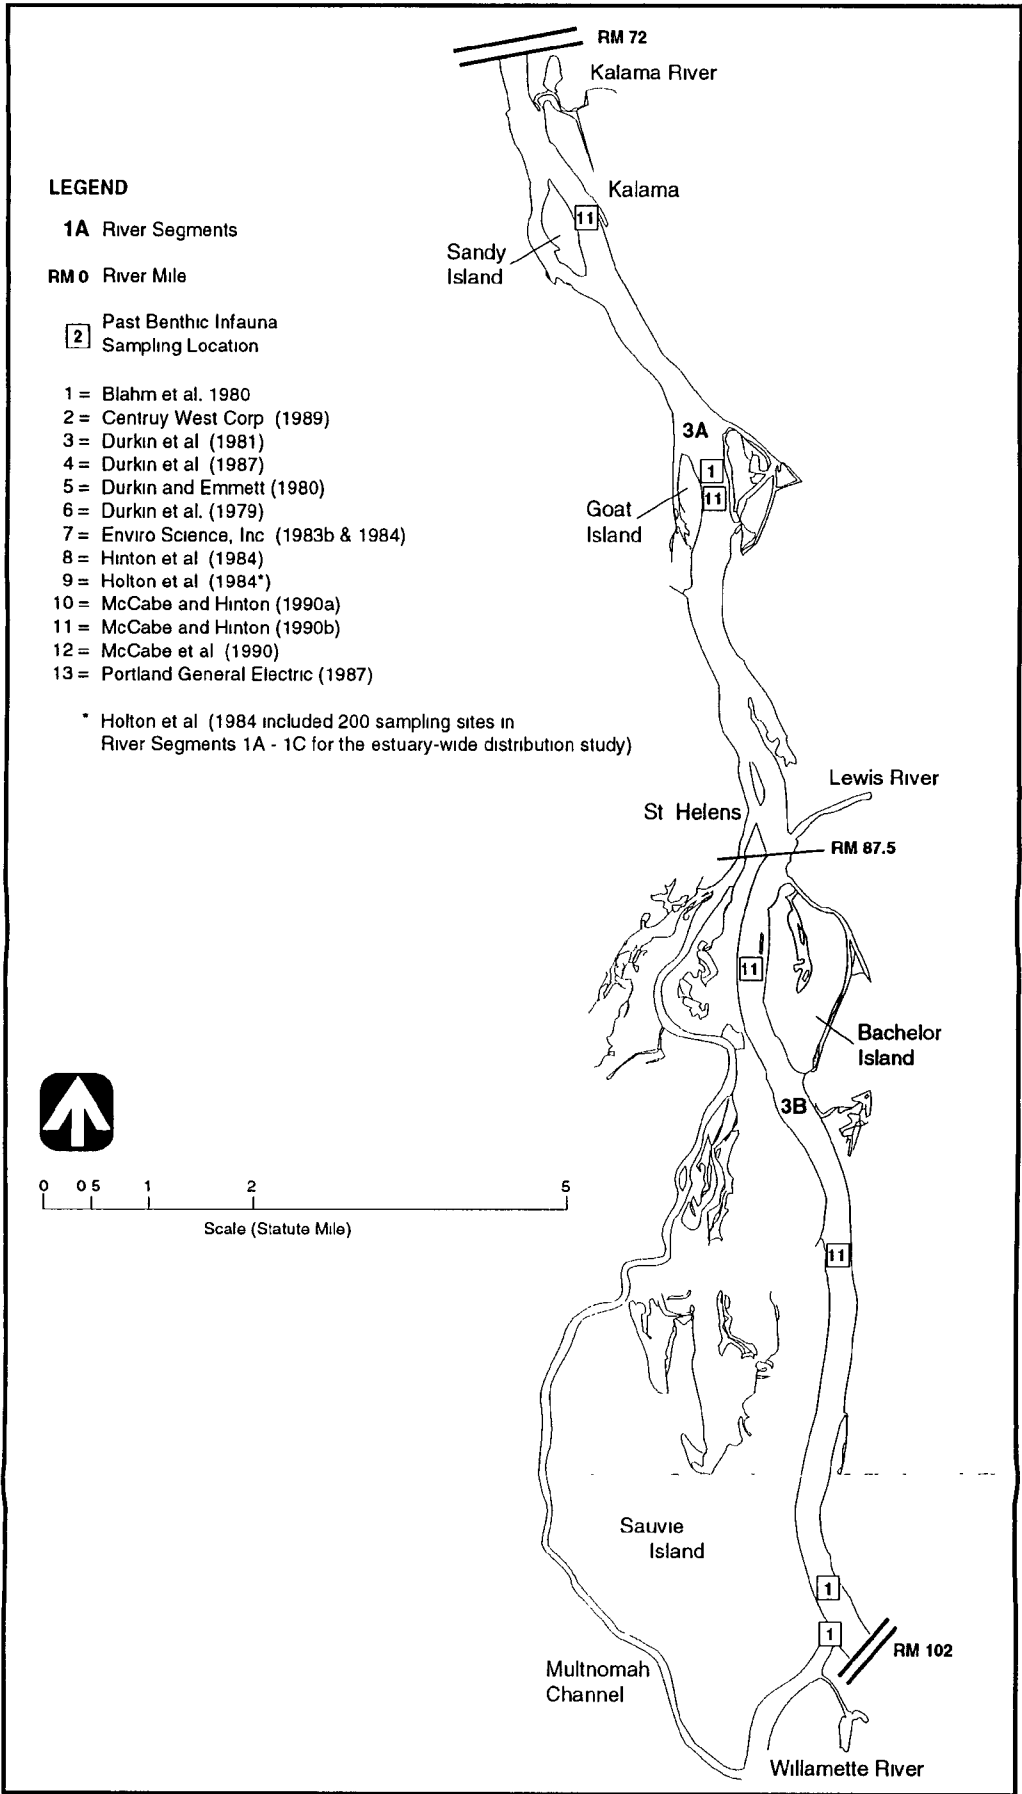 RM 72
Kalama River
LEGEND
1A River Segments
Kalama
11
Sandy
Island
RM 0 River Mile
2 Past Benthic Infauna
Sampling Location
1 = Blahm et al. 1980
2 = Centruy West Corp (1989)
3 = Durkin et al (1981)
4 = Durkin et al (1987)
5 = Durkin and Emmett (1980)
6 = Durkin et al. (1979)
7 = Enviro Science, Inc (1983b & 1984)
8 = Hinton et al (1984)
9 = Holton et al (1984*)
10 = McCabe and Hinton (1990a)
11 = McCabe and Hinton (1990b)
12 = McCabe et al (1990)
13 = Portland General Electric (1987)
* Holton et al (1984 included 200 sampling sites in
River Segments 1A - 1C for the estuary-wide distribution study)
3A
1
11
Goat
Island
Lewis River
St Helens
RM 87.5
11
Bachelor
Island
3B
0 0 5 1 2 5
Scale (Statute Mile)
11
Sauvie
Island
1
1
RM 102
Multnomah
Channel
Willamette River